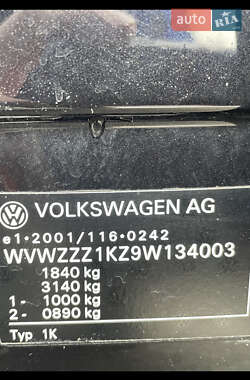 auto RIA
VOLKSWAGEN AG
e1*2001/116*0242
WVWZZZ1KZ9W134003
1840 kg
3140 kg
1- 1000 kg
2- 0890 kg
Typ 1K